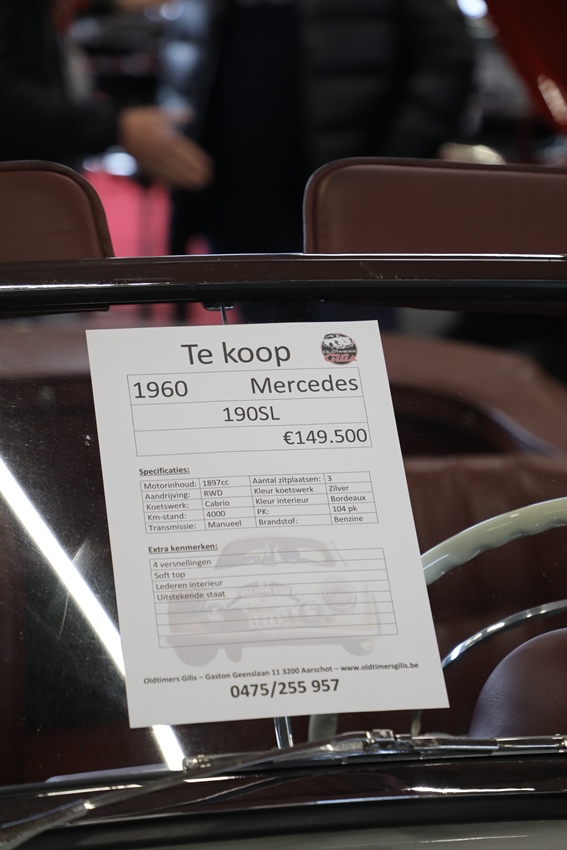 Te koop
OLDTIMERS
GILIS
1960 Mercedes
190SL
€149.500
Specificaties:
Motorinhoud: 1897cc Aantal zitplaatsen: 3
Aandrijving: RWD Kleur koetswerk Zilver
Koetswerk: Cabrio Kleur interieur Bordeaux
Km-stand: 4000 PK: 104 pk
Transmissie: Manueel Brandstof: Benzine
Extra kenmerken:
4 versnellingen
Soft top
Lederen interieur
Uitstekende staat
Oldtimers Gilis – Gaston Geenslaan 11 3200 Aarschot – www.oldtimersgilis.be
0475/255 957